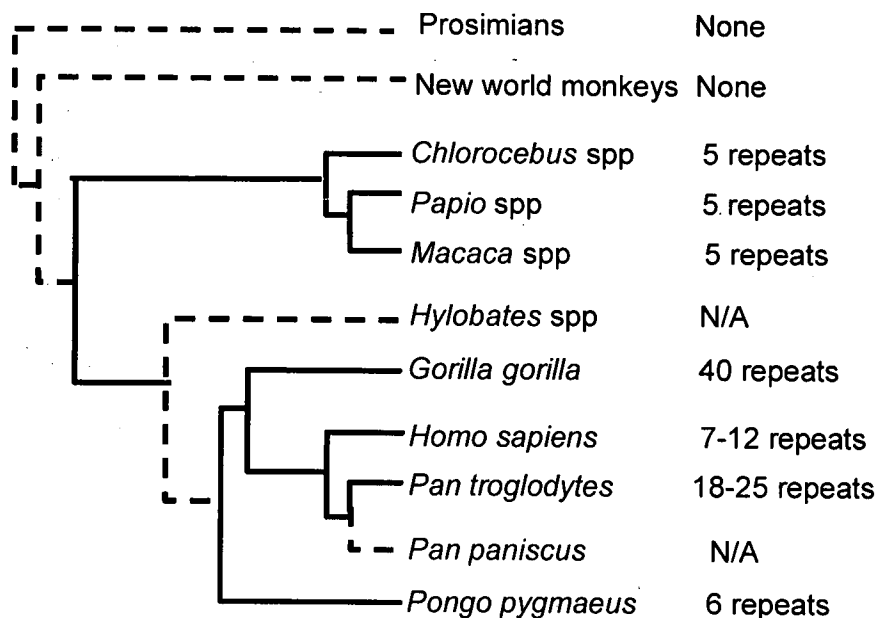 Prosimians None
New world monkeys None
Chlorocebus spp 5 repeats
Papio spp 5 repeats
Macaca spp 5 repeats
Hylobates spp N/A
Gorilla gorilla 40 repeats
Homo sapiens 7-12 repeats
Pan troglodytes 18-25 repeats
Pan paniscus N/A
Pongo pygmaeus 6 repeats